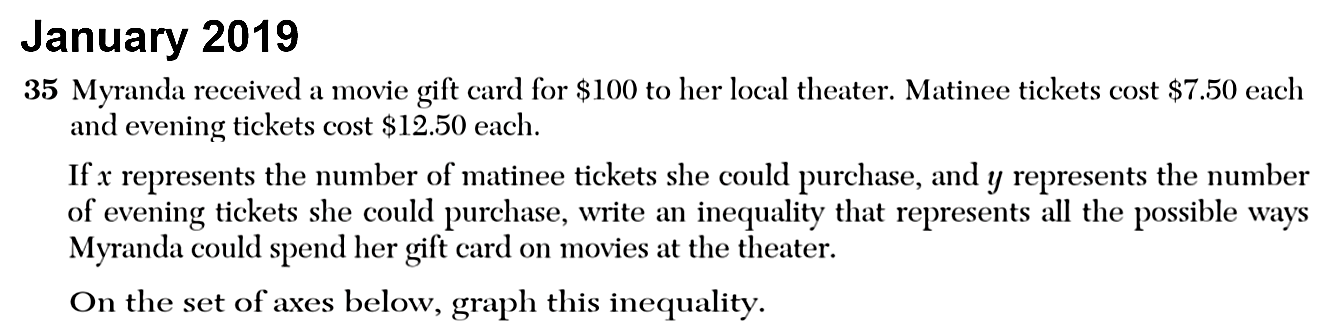 January 2019
35 Myranda received a movie gift card for $100 to her local theater. Matinee tickets cost $7.50 each
and evening tickets cost $12.50 each.
If x represents the number of matinee tickets she could purchase, and y represents the number
of evening tickets she could purchase, write an inequality that represents all the possible ways
Myranda could spend her gift card on movies at the theater.
On the set of axes below, graph this inequality.